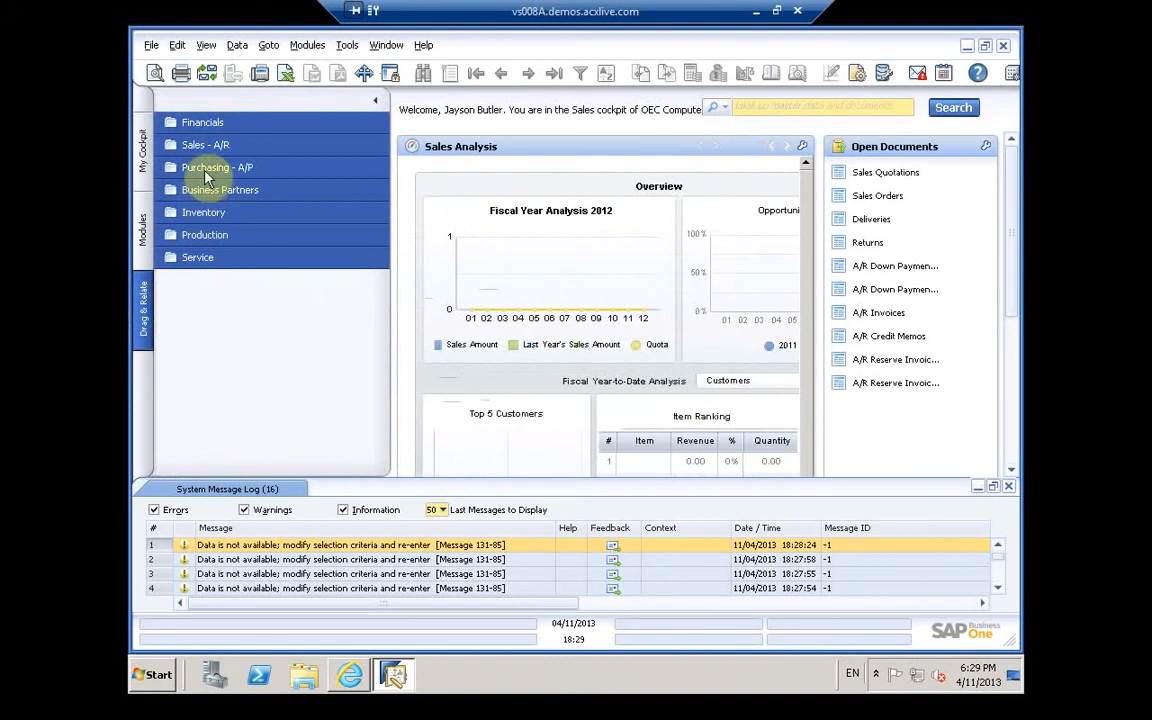 vs008A.demos.acxlive.com
File Edit View Data Goto Modules Tools Window Help
Welcome, Jayson Butler. You are in the Sales cockpit of OEC Compute
Look up master data and documents
Search
My Cockpit
Modules
Drag & Relate
Financials
Sales - A/R
Purchasing - A/P
Business Partners
Inventory
Production
Service
Sales Analysis
Overview
Fiscal Year Analysis 2012
1
0
01 02 03 04 05 06 07 08 09 10 11 12
Sales Amount Last Year's Sales Amount Quota
Opportuni
100%
50%
0%
01 02 03 04 05
2011
Fiscal Year-to-Date Analysis Customers
Top 5 Customers
Item Ranking
# Item Revenue % Quantity
1 0.00 0% 0.00
Open Documents
Sales Quotations
Sales Orders
Deliveries
Returns
A/R Down Paymen...
A/R Down Paymen...
A/R Invoices
A/R Credit Memos
A/R Reserve Invoic...
A/R Reserve Invoic...
System Message Log (16)
Errors Warnings Information 50 Last Messages to Display
# Message Help Feedback Context Date / Time Message ID
1 Data is not available; modify selection criteria and re-enter [Message 131-85] 11/04/2013 18:28:24 -1
2 Data is not available; modify selection criteria and re-enter [Message 131-85] 11/04/2013 18:27:58 -1
3 Data is not available; modify selection criteria and re-enter [Message 131-85] 11/04/2013 18:27:55 -1
4 Data is not available; modify selection criteria and re-enter [Message 131-85] 11/04/2013 18:27:54 -1
04/11/2013
18:29
SAP Business One
Start
EN
6:29 PM
4/11/2013